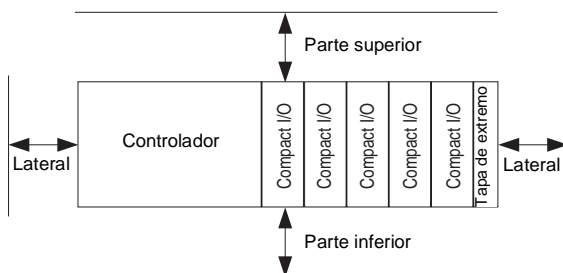 Parte superior
Controlador
Compact I/O
Compact I/O
Compact I/O
Compact I/O
Compact I/O
Tapa de extremo
Lateral
Lateral
Parte inferior